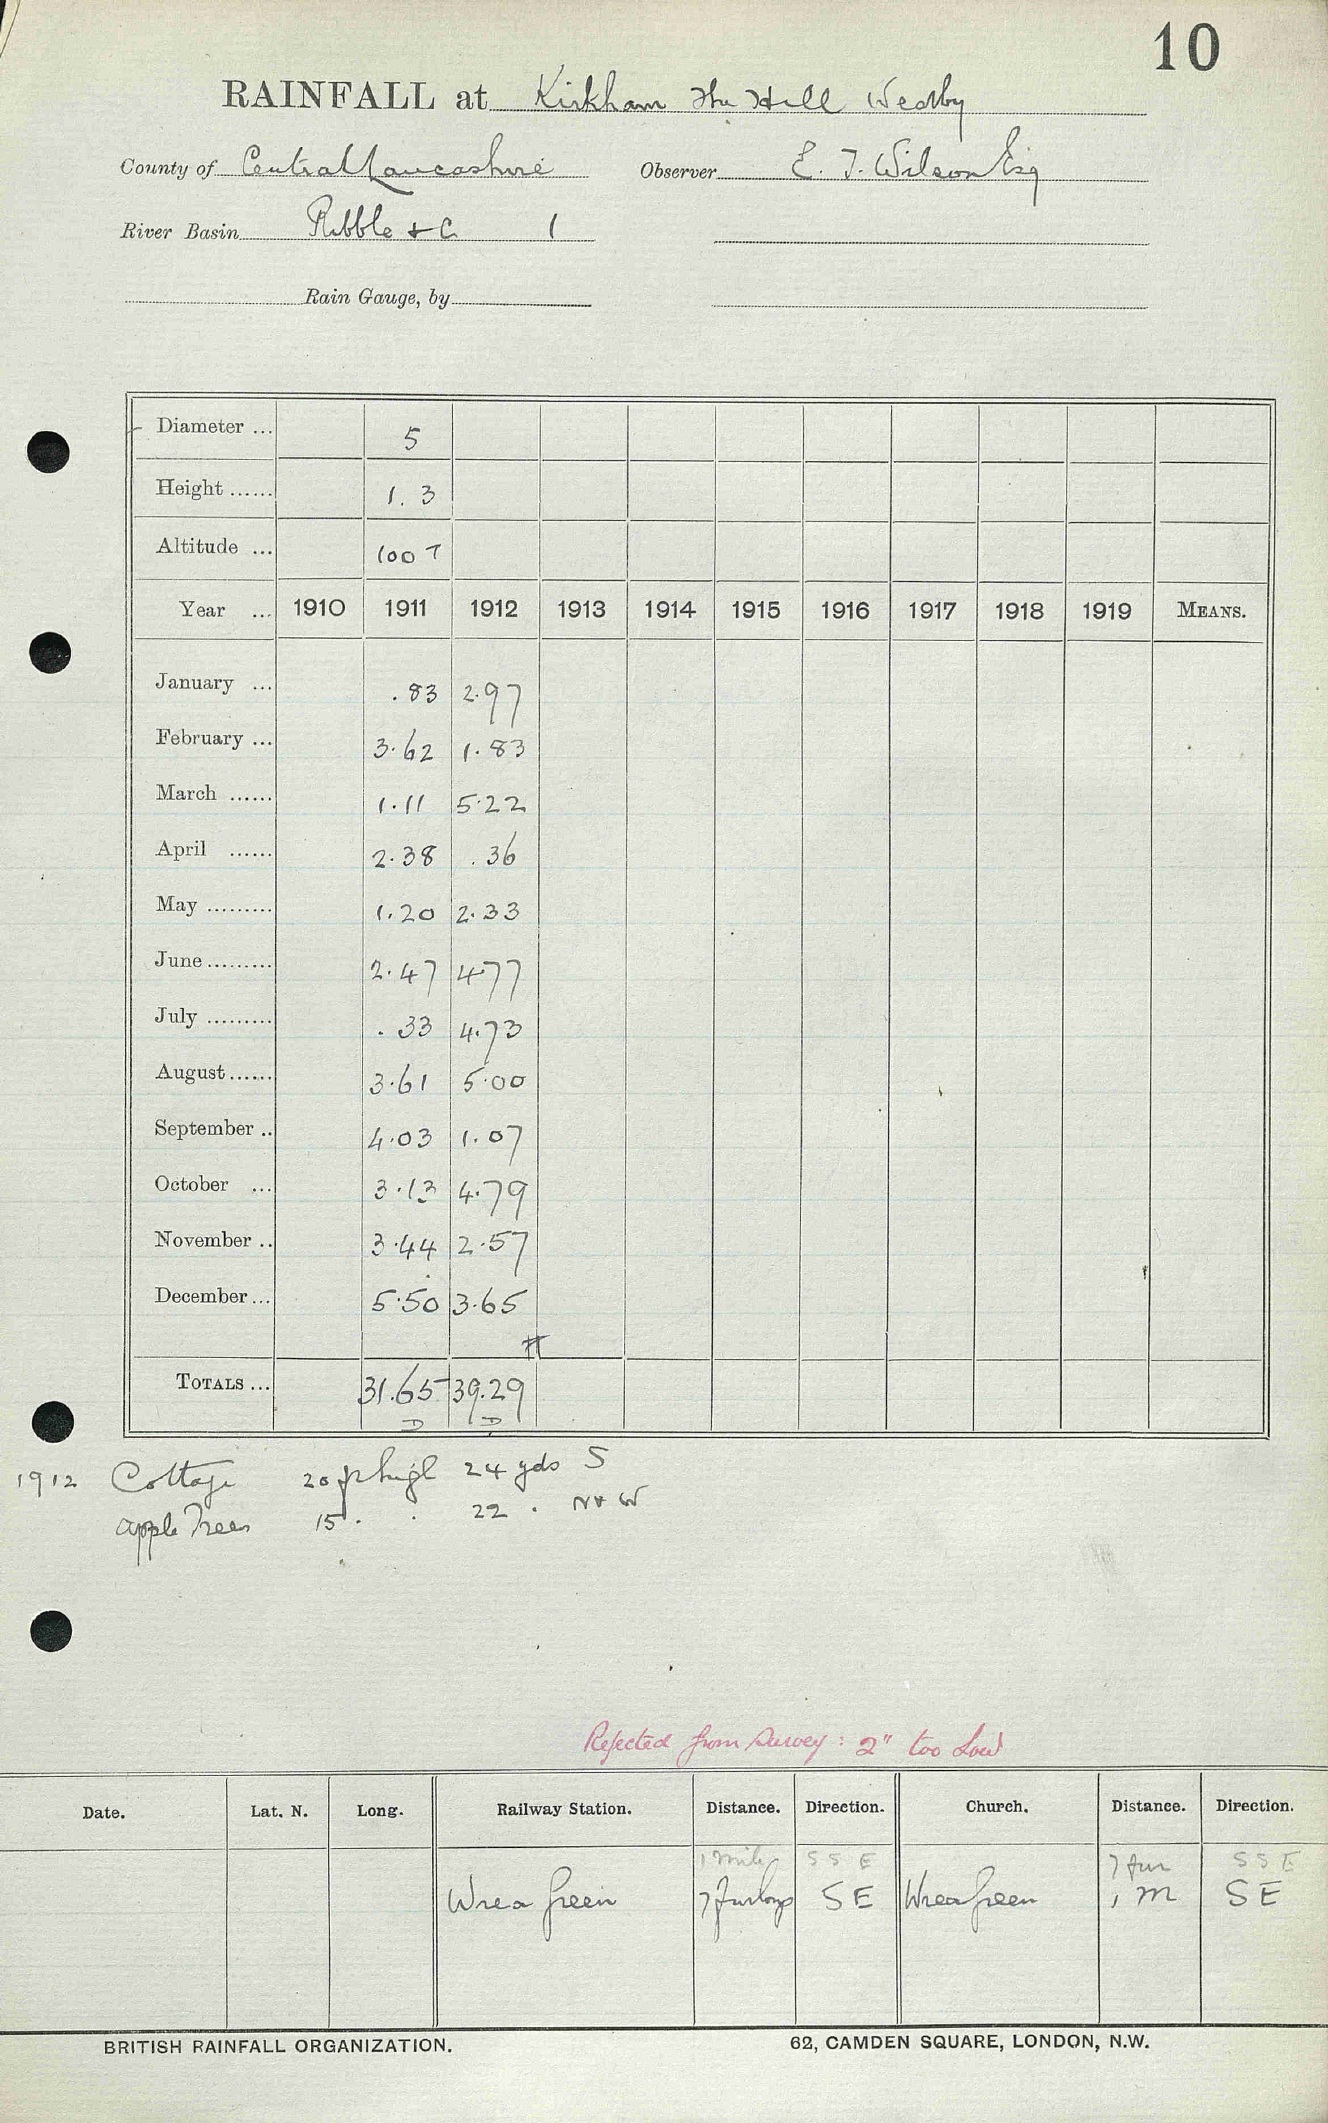 10
RAINFALL at Kirkham The Hill Westby
County of Central Lancashire Observer E. J. Wilson Esq
River Basin Ribble &c 1
Rain Gauge, by
Diameter ... 5
Height ...... 1. 3
Altitude ... 100 T
Year ... 1910 1911 1912 1913 1914 1915 1916 1917 1918 1919 MEANS.
January ... .83 2.97
February ... 3.62 1.83
March ...... 1.11 5.22
April ...... 2.38 .36
May ......... 1.20 2.33
June ......... 2.47 4.77
July ......... .33 4.73
August ...... 3.61 5.00
September .. 4.03 1.07
October ... 3.13 4.79
November .. 3.44 2.57
December ... 5.50 3.65
TOTALS ... 31.65 39.29
D D
1912 Cottage 20 ft high 24 yds S
Apple Trees 15 . . 22 . N & W
Rejected from Survey: 2" too low
Date. Lat. N. Long. Railway Station. Distance. Direction. Church. Distance. Direction.
1 mile S S E 7 fur S S E
Wrea Green 7 furlongs S E Wrea Green 1 m S E
BRITISH RAINFALL ORGANIZATION. 62, CAMDEN SQUARE, LONDON, N.W.